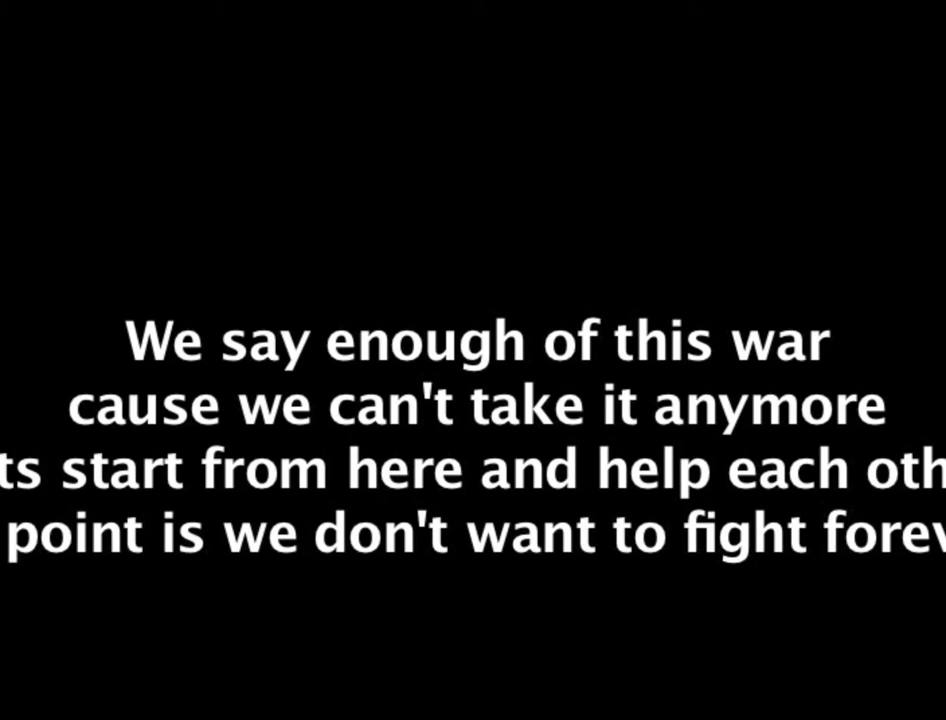 We say enough of this war
cause we can't take it anymore
ts start from here and help each oth
point is we don't want to fight forev